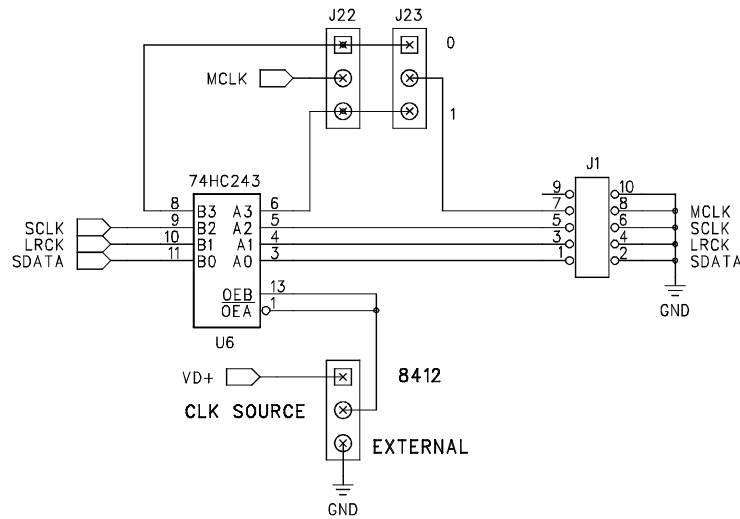 J22 J23
0
MCLK
1
74HC243
J1
9 10
8 B3 A3 6
7 8 MCLK
SCLK 9 B2 A2 5
5 6 SCLK
LRCK 10 B1 A1 4
3 4 LRCK
SDATA 11 B0 A0 3
1 2 SDATA
OEB 13
OEA 1
GND
U6
VD+
8412
CLK SOURCE
EXTERNAL
GND